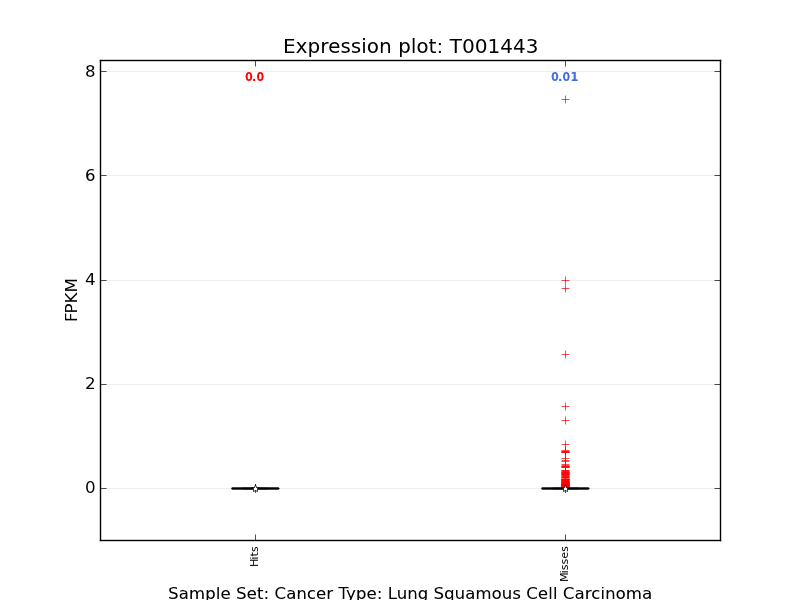 Expression plot: T001443
0.0
0.01
8
6
4
2
0
FPKM
Hits
Misses
Sample Set: Cancer Type: Lung Squamous Cell Carcinoma